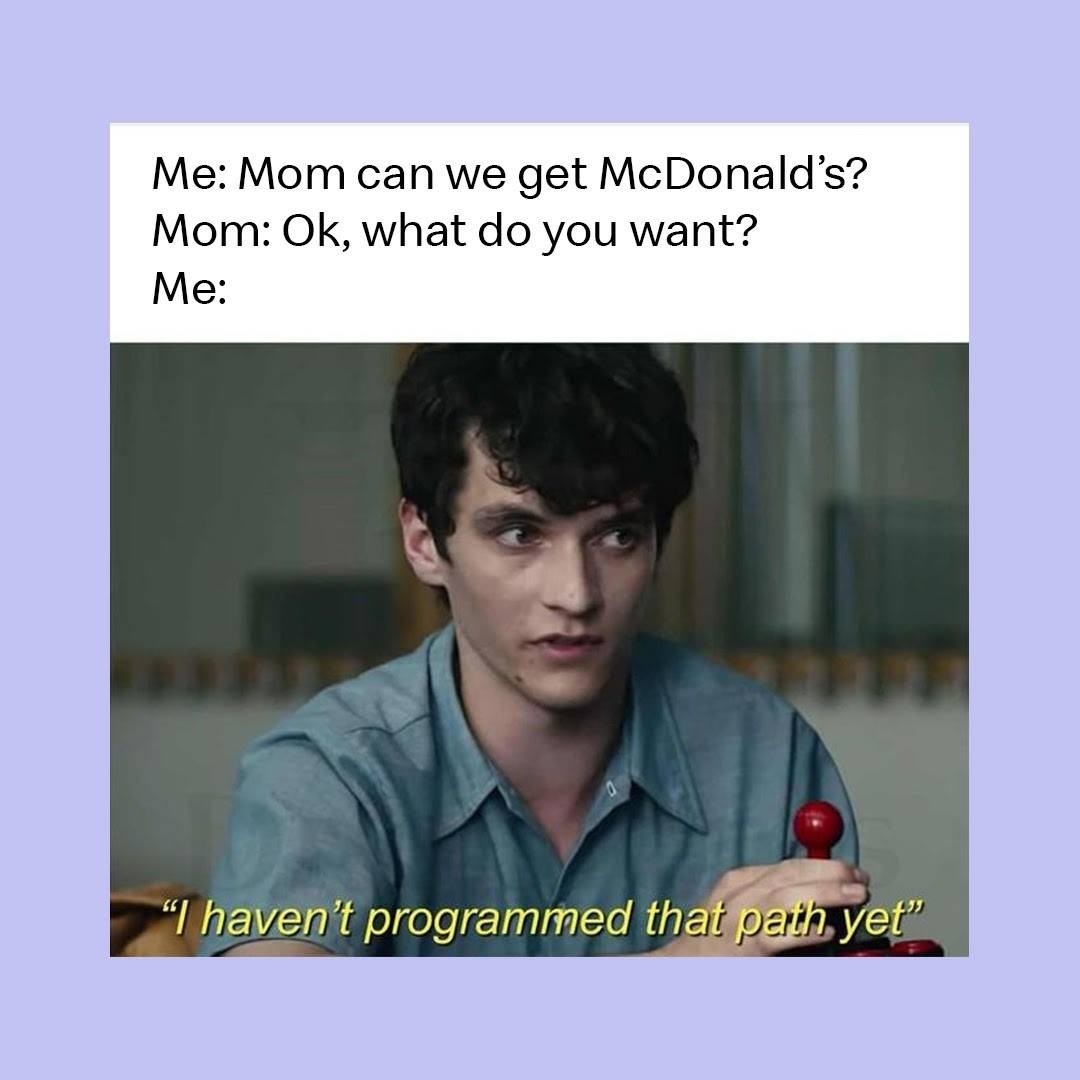 Me: Mom can we get McDonald’s?
Mom: Ok, what do you want?
Me:
“I haven’t programmed that path yet”